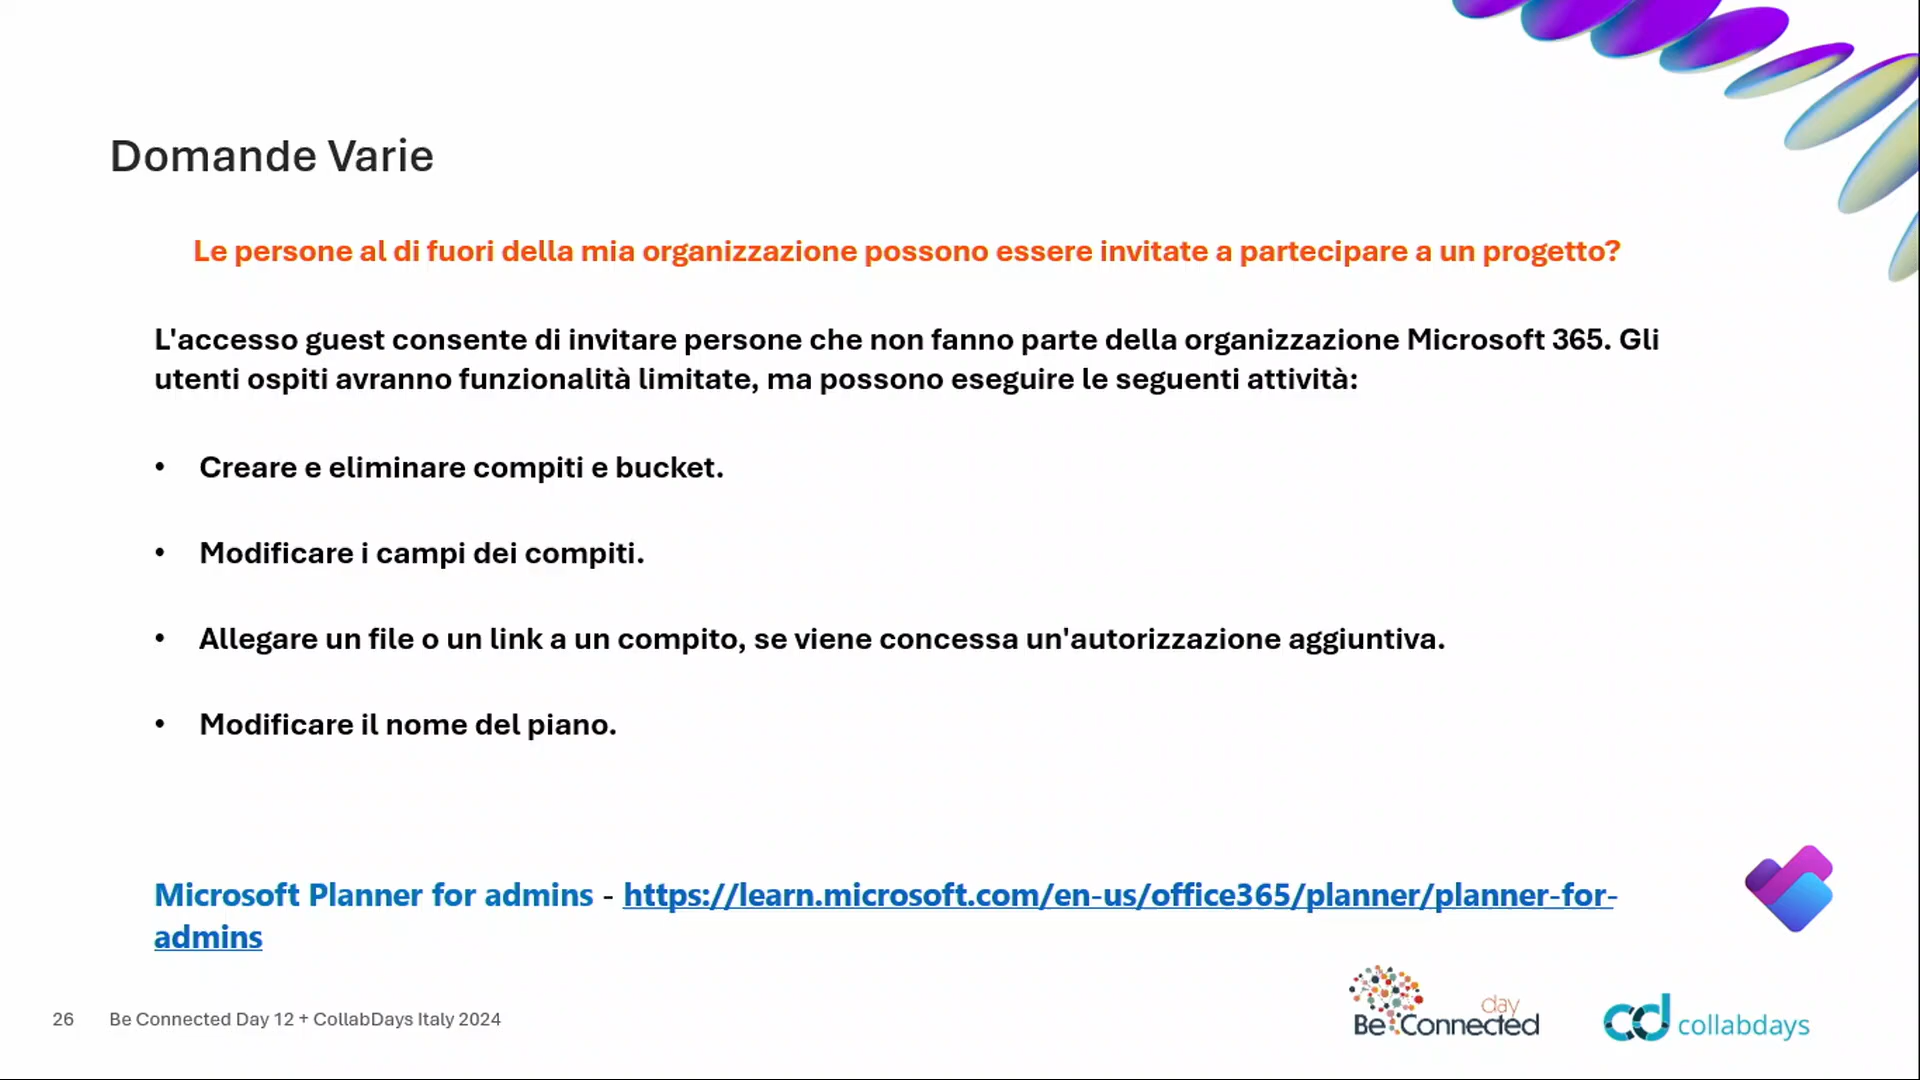 Domande Varie
Le persone al di fuori della mia organizzazione possono essere invitate a partecipare a un progetto?
L'accesso guest consente di invitare persone che non fanno parte della organizzazione Microsoft 365. Gli
utenti ospiti avranno funzionalità limitate, ma possono eseguire le seguenti attività:
• Creare e eliminare compiti e bucket.
• Modificare i campi dei compiti.
• Allegare un file o un link a un compito, se viene concessa un'autorizzazione aggiuntiva.
• Modificare il nome del piano.
Microsoft Planner for admins - https://learn.microsoft.com/en-us/office365/planner/planner-for-
admins
26 Be Connected Day 12 + CollabDays Italy 2024
day
Be Connected
cd collabdays